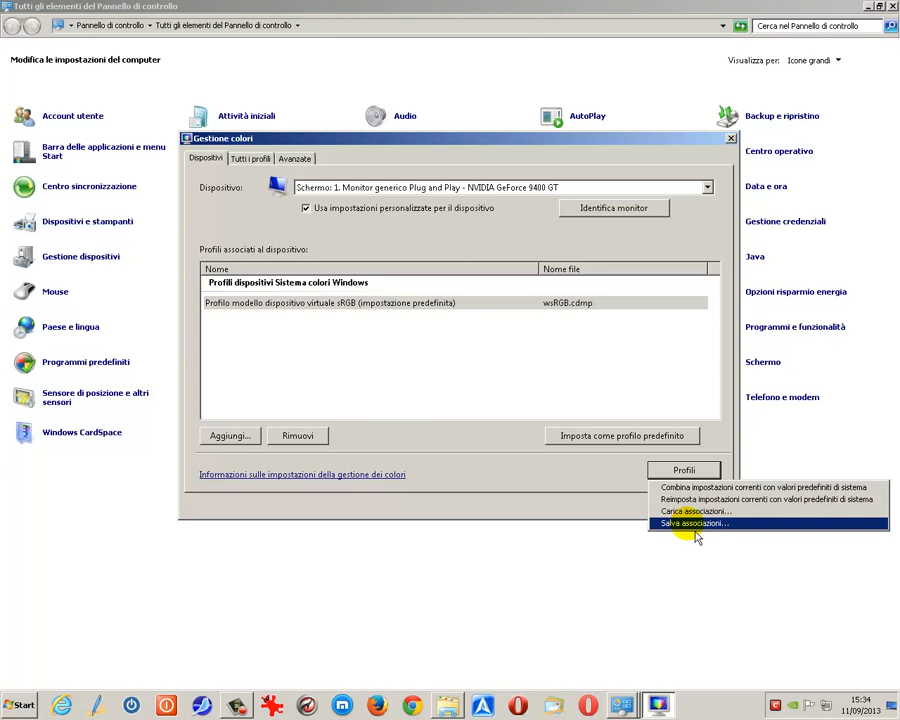 Tutti gli elementi del Pannello di controllo
Pannello di controllo
Tutti gli elementi del Pannello di controllo
Cerca nel Pannello di controllo
Modifica le impostazioni del computer
Visualizza per:
Icone grandi
Account utente
Attività iniziali
Audio
AutoPlay
Backup e ripristino
Barra delle applicazioni e menu
Start
Centro operativo
Centro sincronizzazione
Data e ora
Dispositivi e stampanti
Gestione credenziali
Gestione dispositivi
Java
Mouse
Opzioni risparmio energia
Paese e lingua
Programmi e funzionalità
Programmi predefiniti
Schermo
Sensore di posizione e altri
sensori
Telefono e modem
Windows CardSpace
Gestione colori
Dispositivi
Tutti i profili
Avanzate
Dispositivo:
Schermo: 1. Monitor generico Plug and Play - NVIDIA GeForce 9400 GT
Usa impostazioni personalizzate per il dispositivo
Identifica monitor
Profili associati al dispositivo:
Nome
Nome file
Profili dispositivi Sistema colori Windows
Profilo modello dispositivo virtuale sRGB (impostazione predefinita)
wsRGB.cdmp
Aggiungi...
Rimuovi
Imposta come profilo predefinito
Informazioni sulle impostazioni della gestione dei colori
Profili
Combina impostazioni correnti con valori predefiniti di sistema
Reimposta impostazioni correnti con valori predefiniti di sistema
Carica associazioni...
Salva associazioni...
Start
15:34
11/09/2013